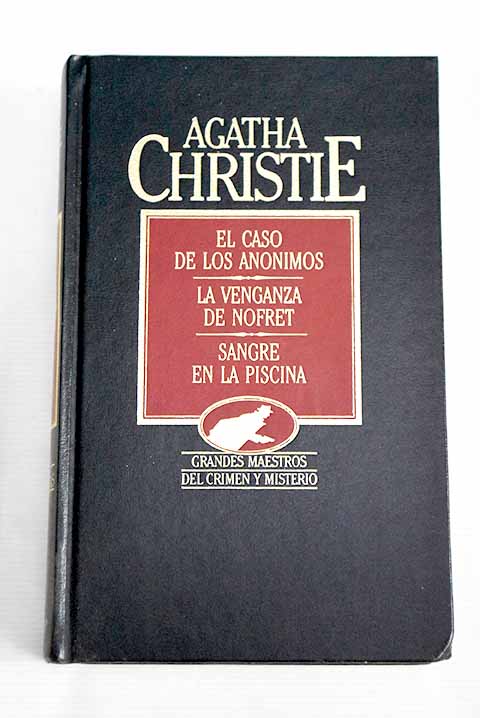 AGATHA
CHRISTIE
EL CASO
DE LOS ANONIMOS
LA VENGANZA
DE NOFRET
SANGRE
EN LA PISCINA
GRANDES MAESTROS
DEL CRIMEN Y MISTERIO